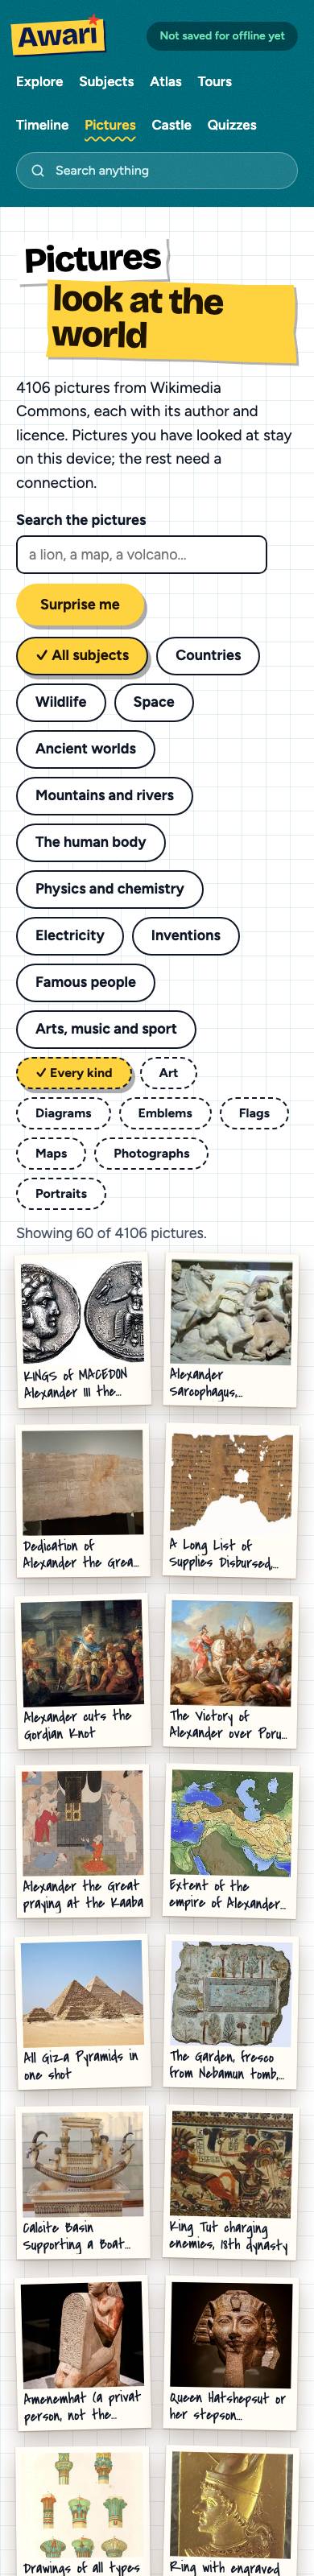 Awari
Not saved for offline yet
Explore Subjects Atlas Tours
Timeline Pictures Castle Quizzes
Search anything
Pictures
look at the
world
4106 pictures from Wikimedia
Commons, each with its author and
licence. Pictures you have looked at stay
on this device; the rest need a
connection.
Search the pictures
a lion, a map, a volcano...
Surprise me
✓ All subjects Countries
Wildlife Space
Ancient worlds
Mountains and rivers
The human body
Physics and chemistry
Electricity Inventions
Famous people
Arts, music and sport
✓ Every kind Art
Diagrams Emblems Flags
Maps Photographs
Portraits
Showing 60 of 4106 pictures.
KINGS of MACEDON
Alexander III the...
Alexander
Sarcophagus,...
Dedication of
Alexander the Grea...
A Long List of
Supplies Disbursed,...
Alexander cuts the
Gordian Knot
The Victory of
Alexander over Poru...
Alexander the Great
praying at the Kaaba
Extent of the
empire of Alexander...
All Giza Pyramids in
one shot
The Garden, fresco
from Nebamun tomb,...
Calcite Basin
Supporting a Boat...
King Tut charging
enemies, 18th dynasty
Amenemhat (a privat
person, not the...
Queen Hatshepsut or
her stepson...
Drawings of all types
Ring with engraved